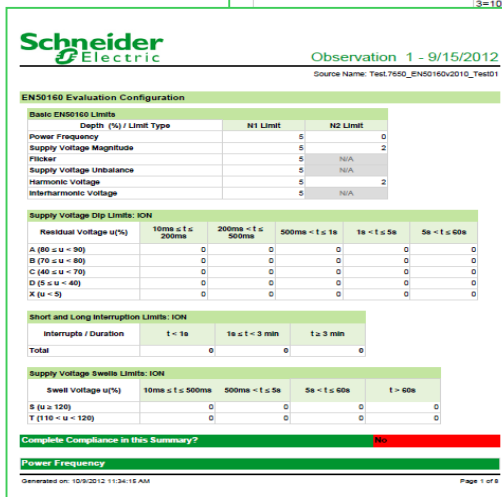 3=10
Schneider
Electric
Observation 1 - 9/15/2012
Source Name: Test.7650_EN50160v2010_Test01
EN50160 Evaluation Configuration
Basic EN50160 Limits
Depth (%) / Limit Type N1 Limit N2 Limit
Power Frequency 5 0
Supply Voltage Magnitude 5 2
Flicker 5 N/A
Supply Voltage Unbalance 5 N/A
Harmonic Voltage 5 2
Interharmonic Voltage 5 N/A
Supply Voltage Dip Limits: ION
Residual Voltage u(%) 10ms ≤ t ≤ 200ms 200ms < t ≤ 500ms 500ms < t ≤ 1s 1s < t ≤ 5s 5s < t ≤ 60s
A (80 ≤ u < 90) 0 0 0 0 0
B (70 ≤ u < 80) 0 0 0 0 0
C (40 ≤ u < 70) 0 0 0 0 0
D (5 ≤ u < 40) 0 0 0 0 0
X (u < 5) 0 0 0 0 0
Short and Long Interruption Limits: ION
Interrupts / Duration t < 1s 1s ≤ t < 3 min t ≥ 3 min
Total 0 0 0
Supply Voltage Swells Limits: ION
Swell Voltage u(%) 10ms ≤ t ≤ 500ms 500ms < t ≤ 5s 5s < t ≤ 60s t > 60s
S (u ≥ 120) 0 0 0 0
T (110 < u < 120) 0 0 0 0
Complete Compliance in this Summary? No
Power Frequency
Generated on: 10/9/2012 11:34:15 AM Page 1 of 8